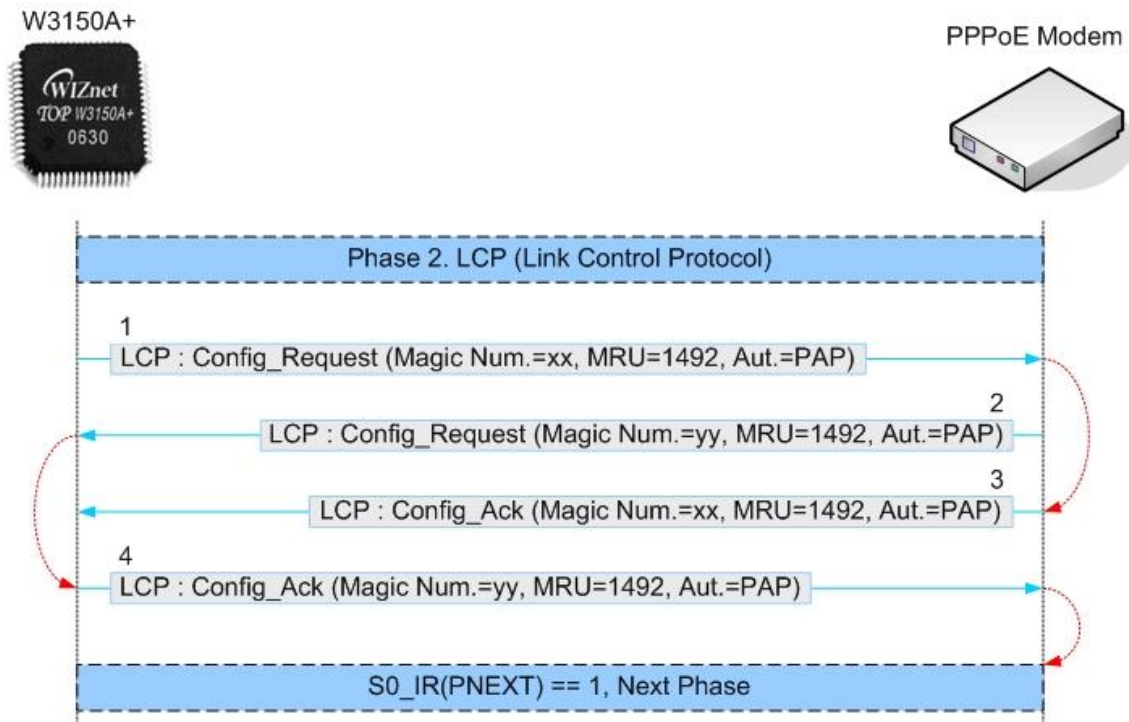 W3150A+
PPPoE Modem
WIZnet
TOP W3150A+
0630
Phase 2. LCP (Link Control Protocol)
1
LCP : Config_Request (Magic Num.=xx, MRU=1492, Aut.=PAP)
2
LCP : Config_Request (Magic Num.=yy, MRU=1492, Aut.=PAP)
3
LCP : Config_Ack (Magic Num.=xx, MRU=1492, Aut.=PAP)
4
LCP : Config_Ack (Magic Num.=yy, MRU=1492, Aut.=PAP)
S0_IR(PNEXT) == 1, Next Phase